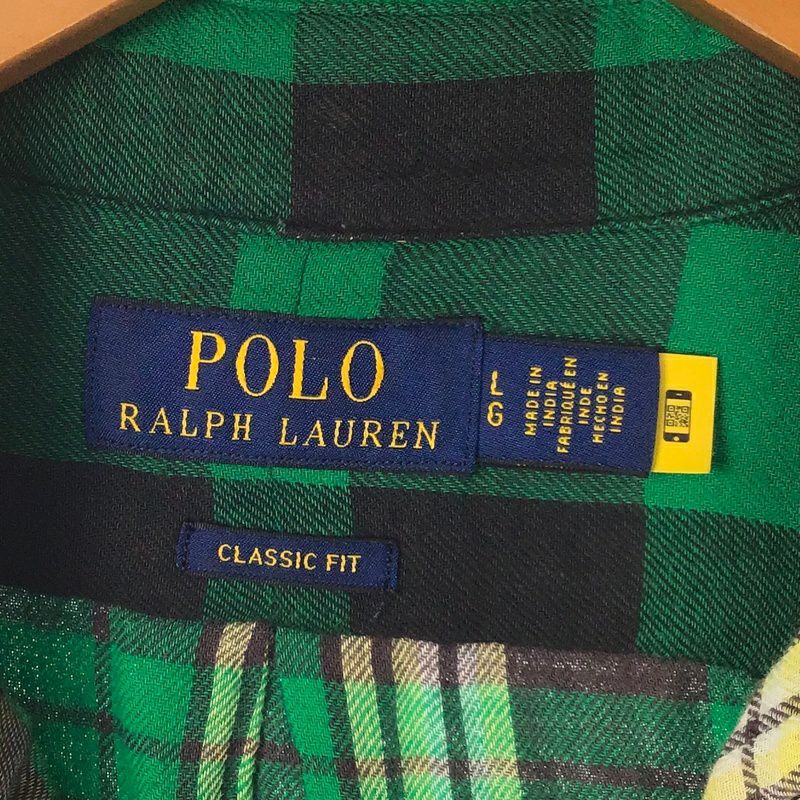 POLO
RALPH LAUREN
L
G
MADE IN
INDIA
FABRIQUÉ EN
INDE
HECHO EN
INDIA
CLASSIC FIT